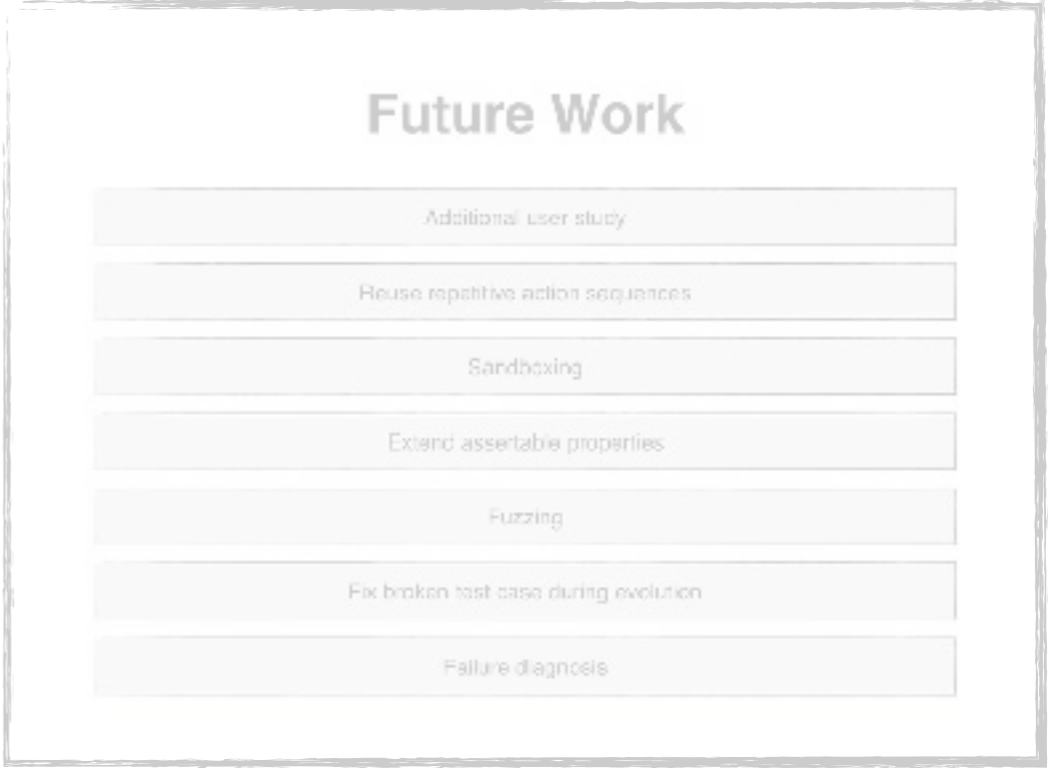 Future Work
Additional user study
Reuse repetitive action sequences
Sandboxing
Extend assertable properties
Fuzzing
Fix broken test case during evolution
Failure diagnosis